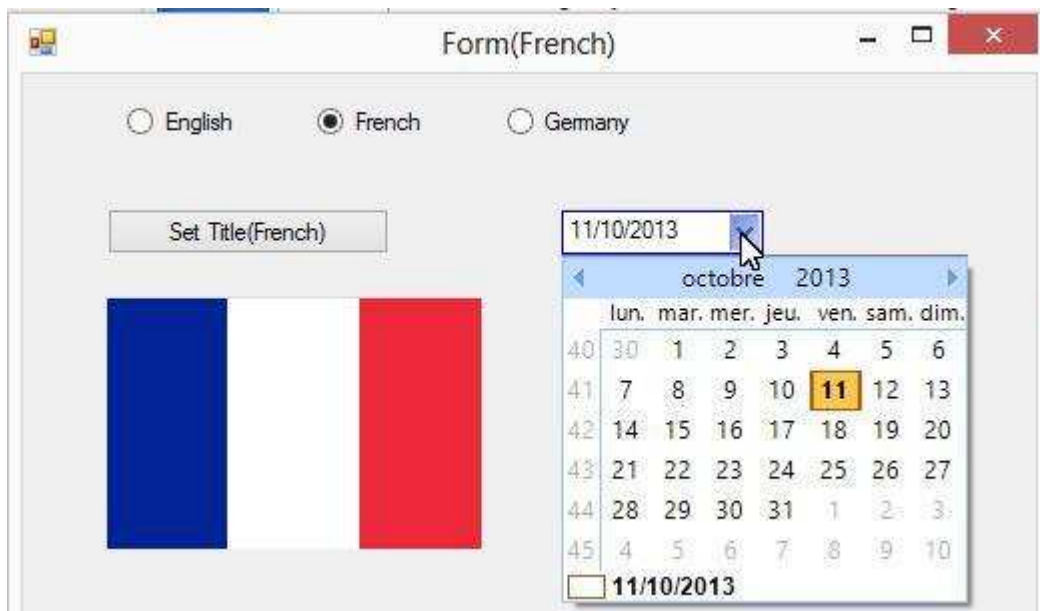 Form(French)
English French Germany
Set Title(French)
11/10/2013
octobre 2013
lun. mar. mer. jeu. ven. sam. dim.
40 30 1 2 3 4 5 6
41 7 8 9 10 11 12 13
42 14 15 16 17 18 19 20
43 21 22 23 24 25 26 27
44 28 29 30 31 1 2 3
45 4 5 6 7 8 9 10
11/10/2013